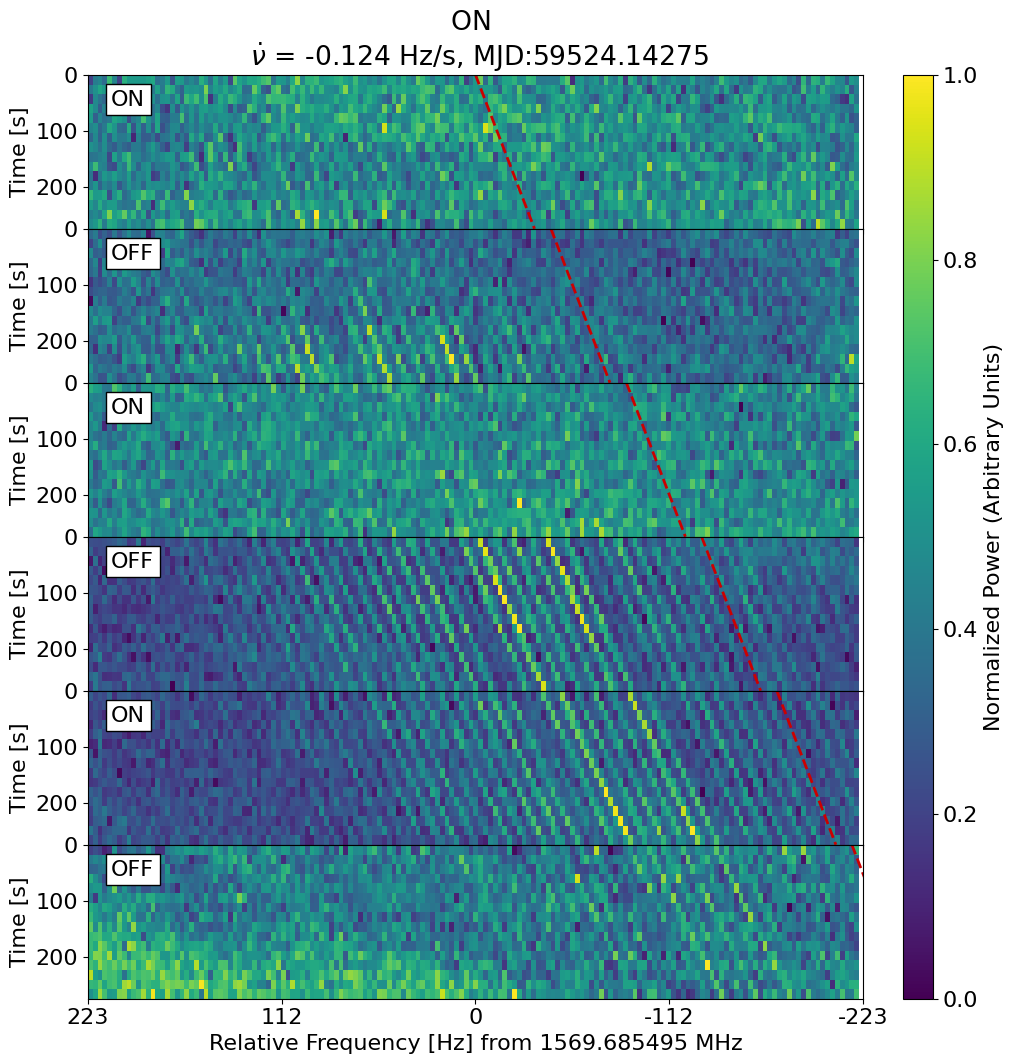 ON
ν̇ = -0.124 Hz/s, MJD:59524.14275
0
ON
100
200
Time [s]
0
OFF
100
200
Time [s]
0
ON
100
200
Time [s]
0
OFF
100
200
Time [s]
0
ON
100
200
Time [s]
0
OFF
100
200
Time [s]
223 112 0 -112 -223
Relative Frequency [Hz] from 1569.685495 MHz
1.0
0.8
0.6
0.4
0.2
0.0
Normalized Power (Arbitrary Units)